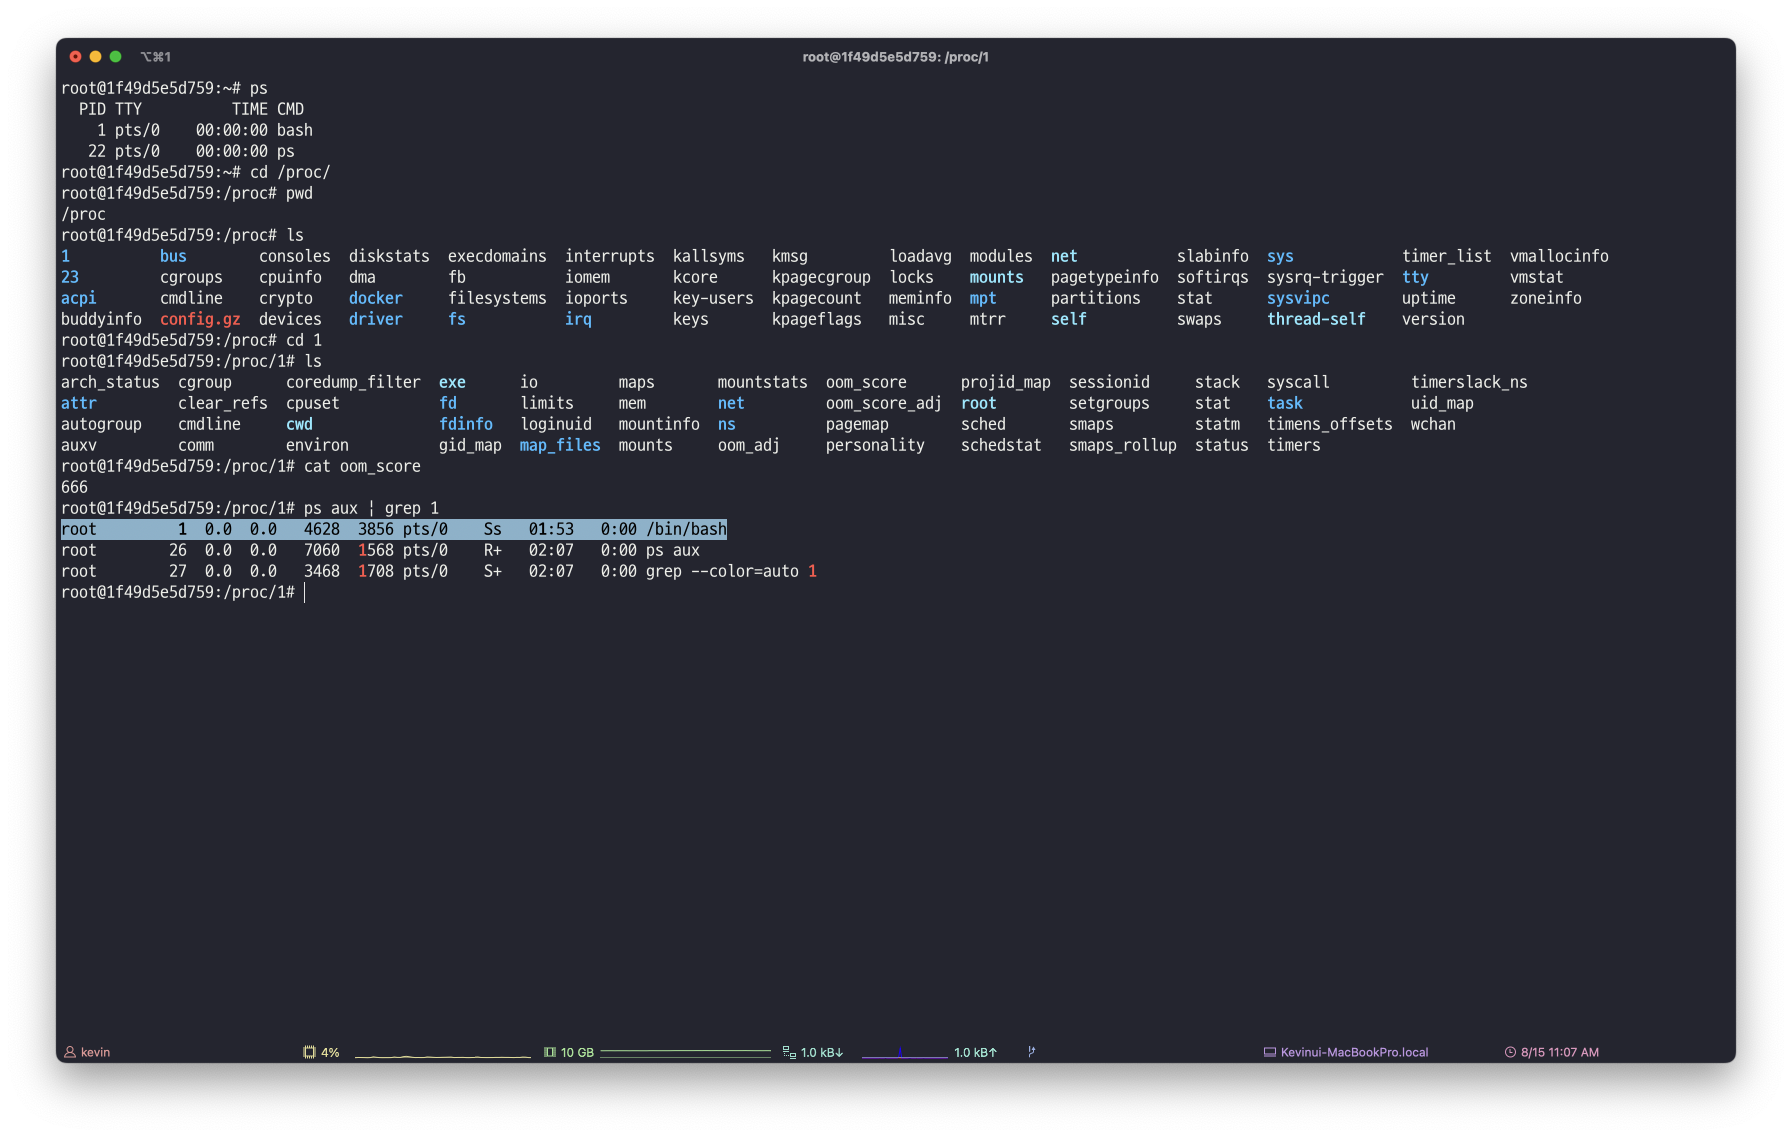 ⌥⌘1 root@1f49d5e5d759: /proc/1
root@1f49d5e5d759:~# ps
  PID TTY          TIME CMD
    1 pts/0    00:00:00 bash
   22 pts/0    00:00:00 ps
root@1f49d5e5d759:~# cd /proc/
root@1f49d5e5d759:/proc# pwd
/proc
root@1f49d5e5d759:/proc# ls
1          bus        consoles  diskstats  execdomains  interrupts  kallsyms   kmsg         loadavg  modules  net           slabinfo  sys            timer_list  vmallocinfo
23         cgroups    cpuinfo   dma        fb           iomem       kcore      kpagecgroup  locks    mounts   pagetypeinfo  softirqs  sysrq-trigger  tty         vmstat
acpi       cmdline    crypto    docker     filesystems  ioports     key-users  kpagecount   meminfo  mpt      partitions    stat      sysvipc        uptime      zoneinfo
buddyinfo  config.gz  devices   driver     fs           irq         keys       kpageflags   misc     mtrr     self          swaps     thread-self    version
root@1f49d5e5d759:/proc# cd 1
root@1f49d5e5d759:/proc/1# ls
arch_status  cgroup      coredump_filter  exe      io         maps       mountstats  oom_score      projid_map  sessionid     stack   syscall         timerslack_ns
attr         clear_refs  cpuset           fd       limits     mem        net         oom_score_adj  root        setgroups     stat    task            uid_map
autogroup    cmdline     cwd              fdinfo   loginuid   mountinfo  ns          pagemap        sched       smaps         statm   timens_offsets  wchan
auxv         comm        environ          gid_map  map_files  mounts     oom_adj     personality    schedstat   smaps_rollup  status  timers
root@1f49d5e5d759:/proc/1# cat oom_score
666
root@1f49d5e5d759:/proc/1# ps aux | grep 1
root         1  0.0  0.0   4628  3856 pts/0    Ss   01:53   0:00 /bin/bash
root        26  0.0  0.0   7060  1568 pts/0    R+   02:07   0:00 ps aux
root        27  0.0  0.0   3468  1708 pts/0    S+   02:07   0:00 grep --color=auto 1
root@1f49d5e5d759:/proc/1#
kevin 4% 10 GB 1.0 kB↓ 1.0 kB↑ Kevinui-MacBookPro.local 8/15 11:07 AM